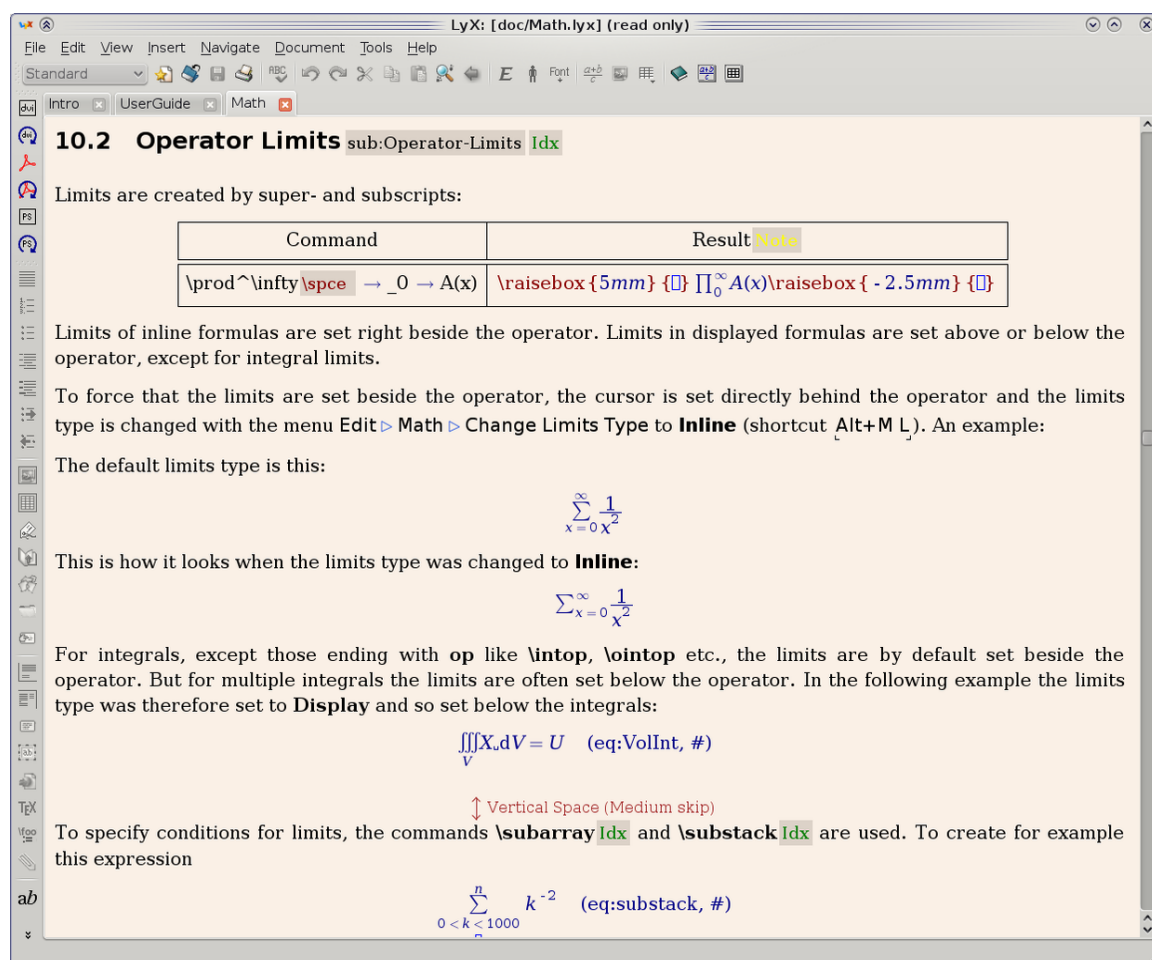 LyX: [doc/Math.lyx] (read only)
File Edit View Insert Navigate Document Tools Help
Standard ABC E Font a+b b a+b b
Intro UserGuide Math
dvi
dvi
PS
PS
10.2 Operator Limits sub:Operator-Limits Idx
Limits are created by super- and subscripts:
Command Result Note
\prod^\infty\spce → _0 → A(x) \raisebox{5mm} {▯} ∏₀^∞ A(x)\raisebox{ - 2.5mm} {▯}
Limits of inline formulas are set right beside the operator. Limits in displayed formulas are set above or below the
operator, except for integral limits.
To force that the limits are set beside the operator, the cursor is set directly behind the operator and the limits
type is changed with the menu Edit ▷ Math ▷ Change Limits Type to Inline (shortcut Alt+M L). An example:
The default limits type is this:
∞
∑ 1
x = 0 x²
This is how it looks when the limits type was changed to Inline:
∑ ∞ x = 0 1 x²
For integrals, except those ending with op like \intop, \ointop etc., the limits are by default set beside the
operator. But for multiple integrals the limits are often set below the operator. In the following example the limits
type was therefore set to Display and so set below the integrals:
∭X␣dV = U (eq:VolInt, #)
V
Vertical Space (Medium skip)
To specify conditions for limits, the commands \subarray Idx and \substack Idx are used. To create for example
this expression
n
∑ k⁻² (eq:substack, #)
0 < k < 1000
TEX
\foo
ab